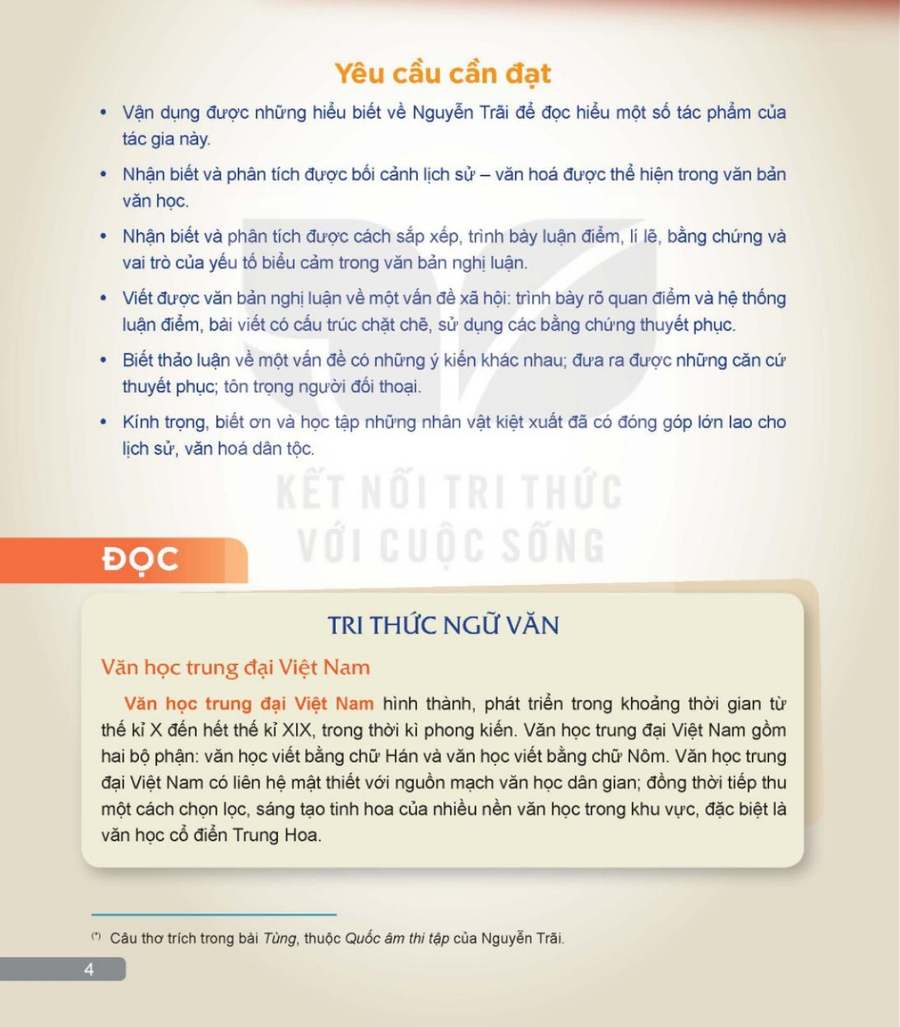 Yêu cầu cần đạt
• Vận dụng được những hiểu biết về Nguyễn Trãi để đọc hiểu một số tác phẩm của
tác gia này.
• Nhận biết và phân tích được bối cảnh lịch sử – văn hoá được thể hiện trong văn bản
văn học.
• Nhận biết và phân tích được cách sắp xếp, trình bày luận điểm, lí lẽ, bằng chứng và
vai trò của yếu tố biểu cảm trong văn bản nghị luận.
• Viết được văn bản nghị luận về một vấn đề xã hội: trình bày rõ quan điểm và hệ thống
luận điểm, bài viết có cấu trúc chặt chẽ, sử dụng các bằng chứng thuyết phục.
• Biết thảo luận về một vấn đề có những ý kiến khác nhau; đưa ra được những căn cứ
thuyết phục; tôn trọng người đối thoại.
• Kính trọng, biết ơn và học tập những nhân vật kiệt xuất đã có đóng góp lớn lao cho
lịch sử, văn hoá dân tộc.
KẾT NỐI TRI THỨC
VỚI CUỘC SỐNG
ĐỌC
TRI THỨC NGỮ VĂN
Văn học trung đại Việt Nam
Văn học trung đại Việt Nam hình thành, phát triển trong khoảng thời gian từ
thế kỉ X đến hết thế kỉ XIX, trong thời kì phong kiến. Văn học trung đại Việt Nam gồm
hai bộ phận: văn học viết bằng chữ Hán và văn học viết bằng chữ Nôm. Văn học trung
đại Việt Nam có liên hệ mật thiết với nguồn mạch văn học dân gian; đồng thời tiếp thu
một cách chọn lọc, sáng tạo tinh hoa của nhiều nền văn học trong khu vực, đặc biệt là
văn học cổ điển Trung Hoa.
(*) Câu thơ trích trong bài Tùng, thuộc Quốc âm thi tập của Nguyễn Trãi.
4